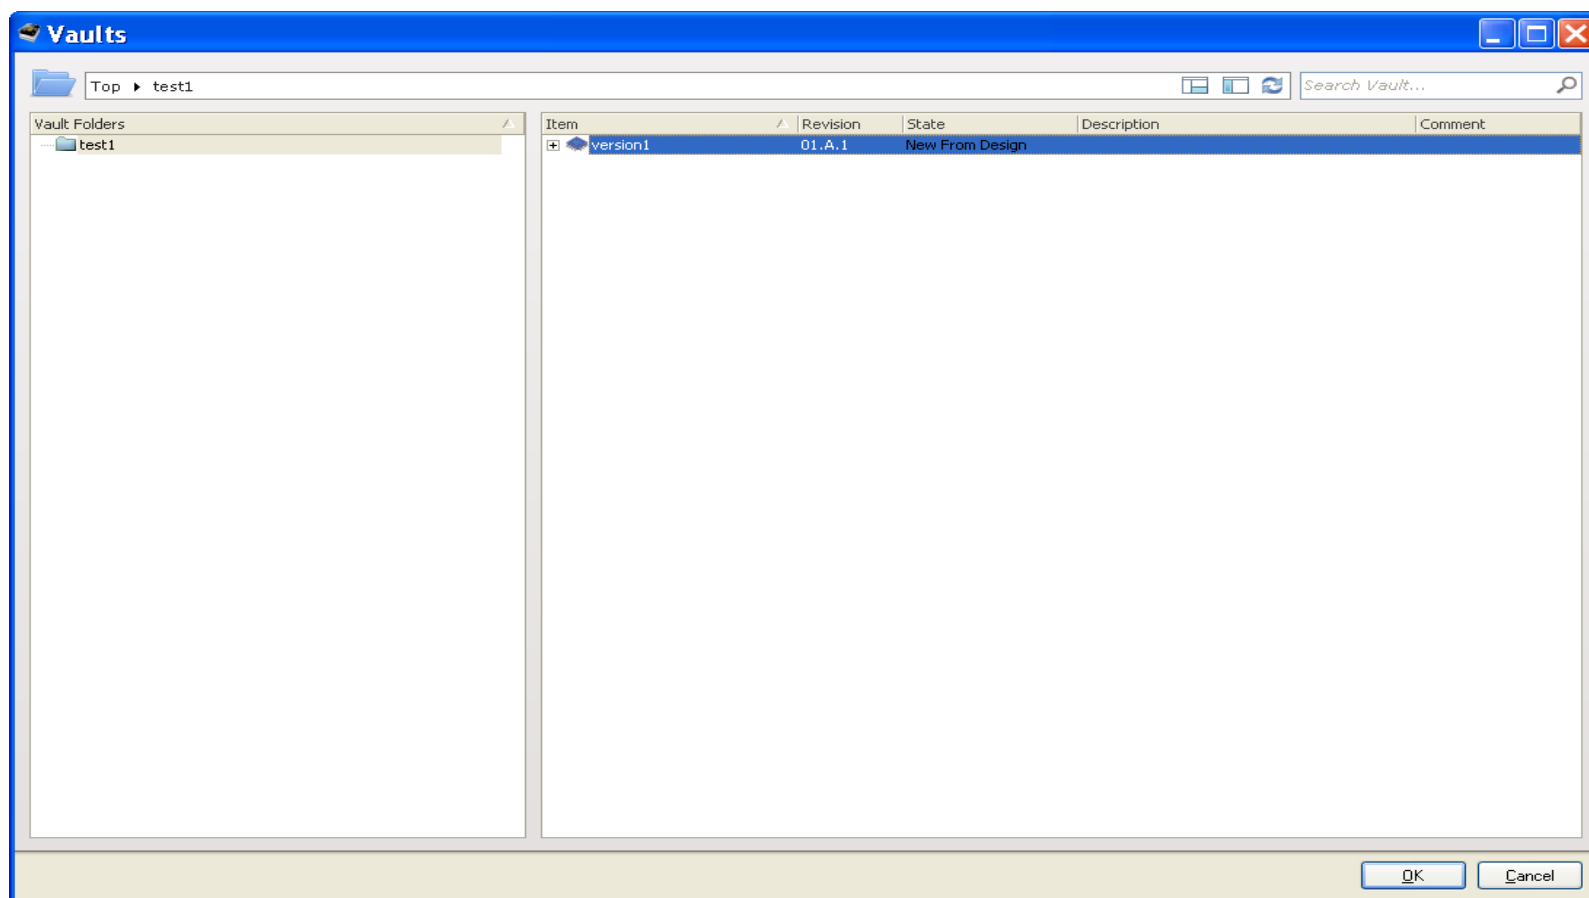 Vaults
Top test1
Search Vault...
Vault Folders
Item Revision State Description Comment
test1
version1 01.A.1 New From Design
OK Cancel